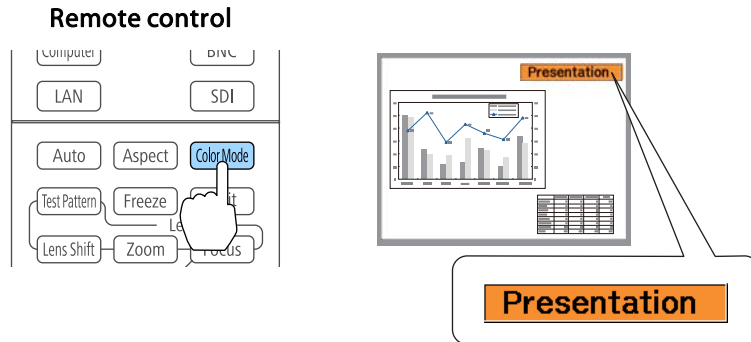 Remote control
Computer
BNC
LAN
SDI
Auto
Aspect
Color Mode
Test Pattern
Freeze
Lens Shift
Zoom
Focus
Presentation
Presentation